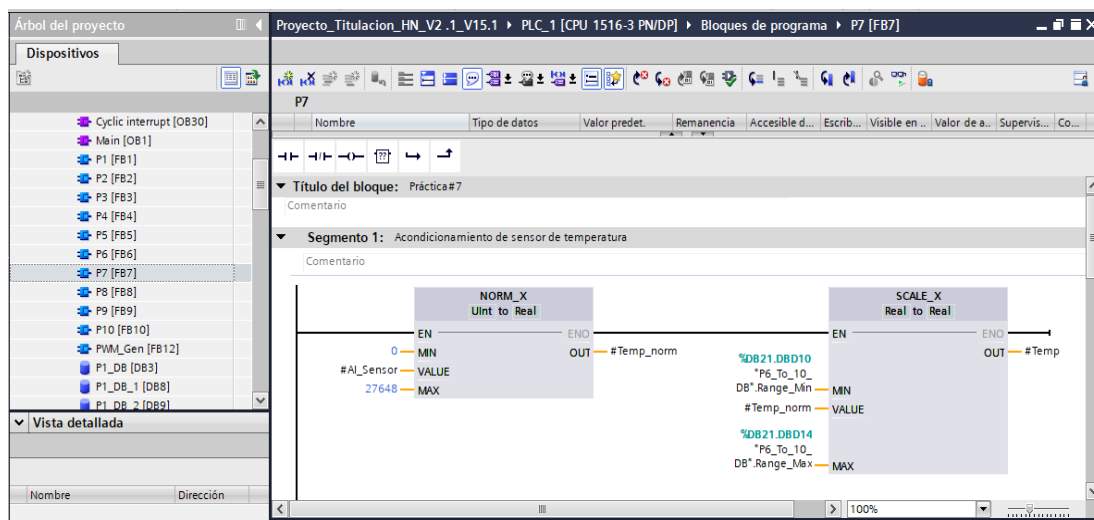 Árbol del proyecto
Proyecto_Titulacion_HN_V2 .1_V15.1 ▸ PLC_1 [CPU 1516-3 PN/DP] ▸ Bloques de programa ▸ P7 [FB7]
Dispositivos
Cyclic interrupt [OB30]
Main [OB1]
P1 [FB1]
P2 [FB2]
P3 [FB3]
P4 [FB4]
P5 [FB5]
P6 [FB6]
P7 [FB7]
P8 [FB8]
P9 [FB9]
P10 [FB10]
PWM_Gen [FB12]
P1_DB [DB3]
P1_DB_1 [DB8]
P1_DB_2 [DB9]
Vista detallada
Nombre Dirección
P7
Nombre Tipo de datos Valor predet. Remanencia Accesible d... Escrib... Visible en .. Valor de a.. Supervis... Co...
??
Título del bloque: Práctica#7
Comentario
Segmento 1: Acondicionamiento de sensor de temperatura
Comentario
NORM_X
UInt to Real
EN ENO
0 MIN OUT #Temp_norm
#AI_Sensor VALUE
27648 MAX
SCALE_X
Real to Real
EN ENO
OUT #Temp
%DB21.DBD10
"P6_To_10_
DB".Range_Min MIN
#Temp_norm VALUE
%DB21.DBD14
"P6_To_10_
DB".Range_Max MAX
100%